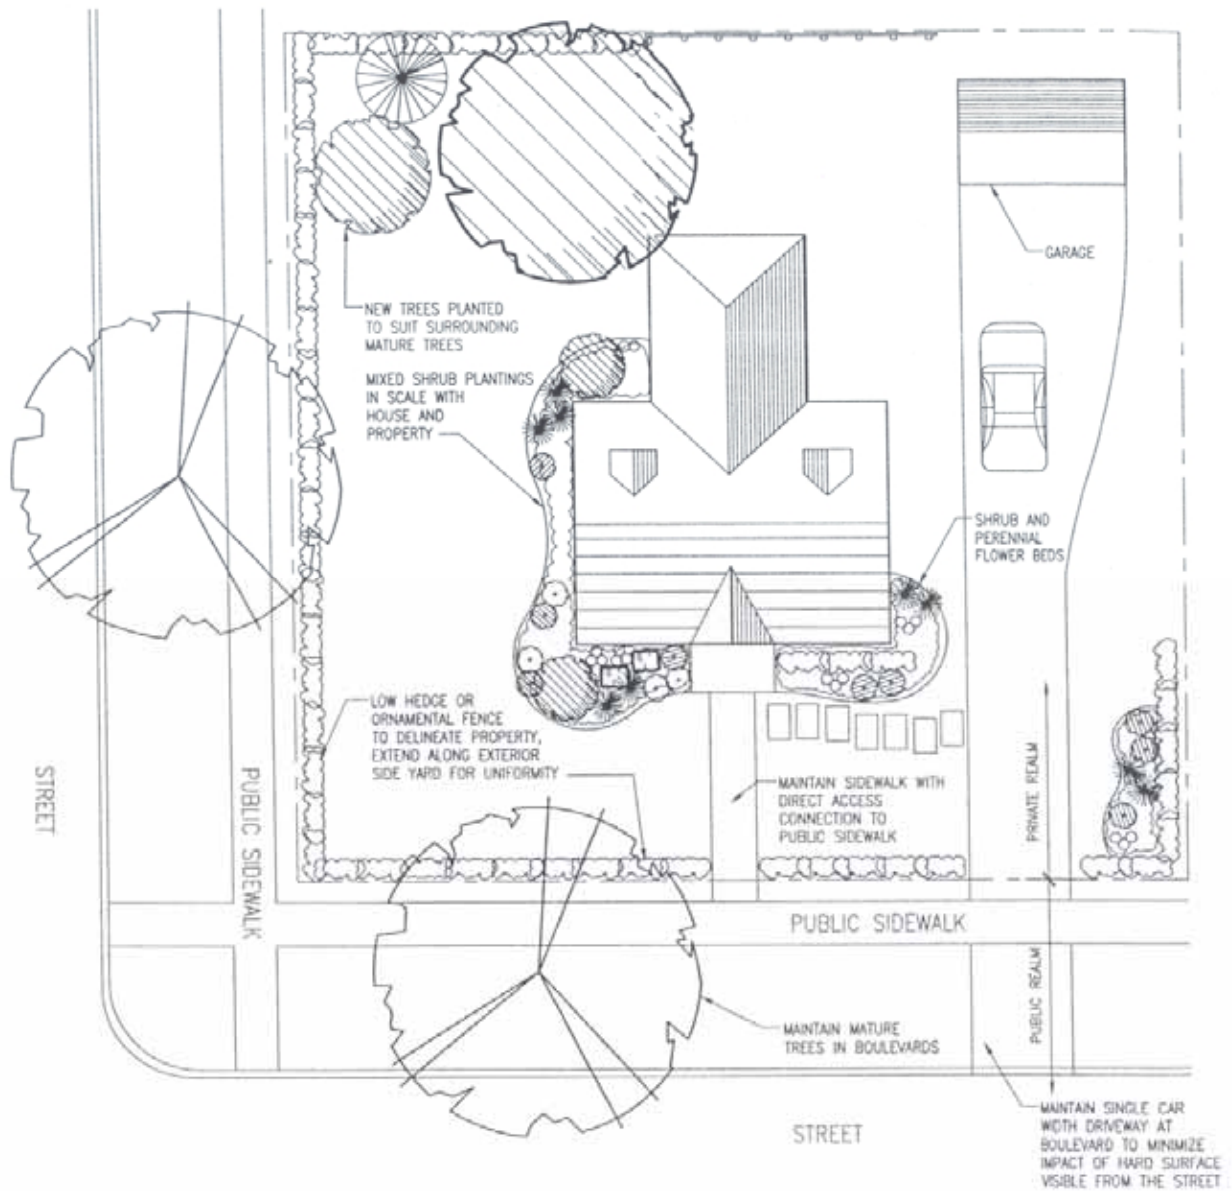 GARAGE
NEW TREES PLANTED
TO SUIT SURROUNDING
MATURE TREES
MIXED SHRUB PLANTINGS
IN SCALE WITH
HOUSE AND
PROPERTY
SHRUB AND
PERENNIAL
FLOWER BEDS
LOW HEDGE OR
ORNAMENTAL FENCE
TO DELINEATE PROPERTY,
EXTEND ALONG EXTERIOR
SIDE YARD FOR UNIFORMITY
MAINTAIN SIDEWALK WITH
DIRECT ACCESS
CONNECTION TO
PUBLIC SIDEWALK
PRIVATE REALM
STREET
PUBLIC SIDEWALK
PUBLIC SIDEWALK
PUBLIC REALM
MAINTAIN MATURE
TREES IN BOULEVARDS
STREET
MAINTAIN SINGLE CAR
WIDTH DRIVEWAY AT
BOULEVARD TO MINIMIZE
IMPACT OF HARD SURFACE
VISIBLE FROM THE STREET